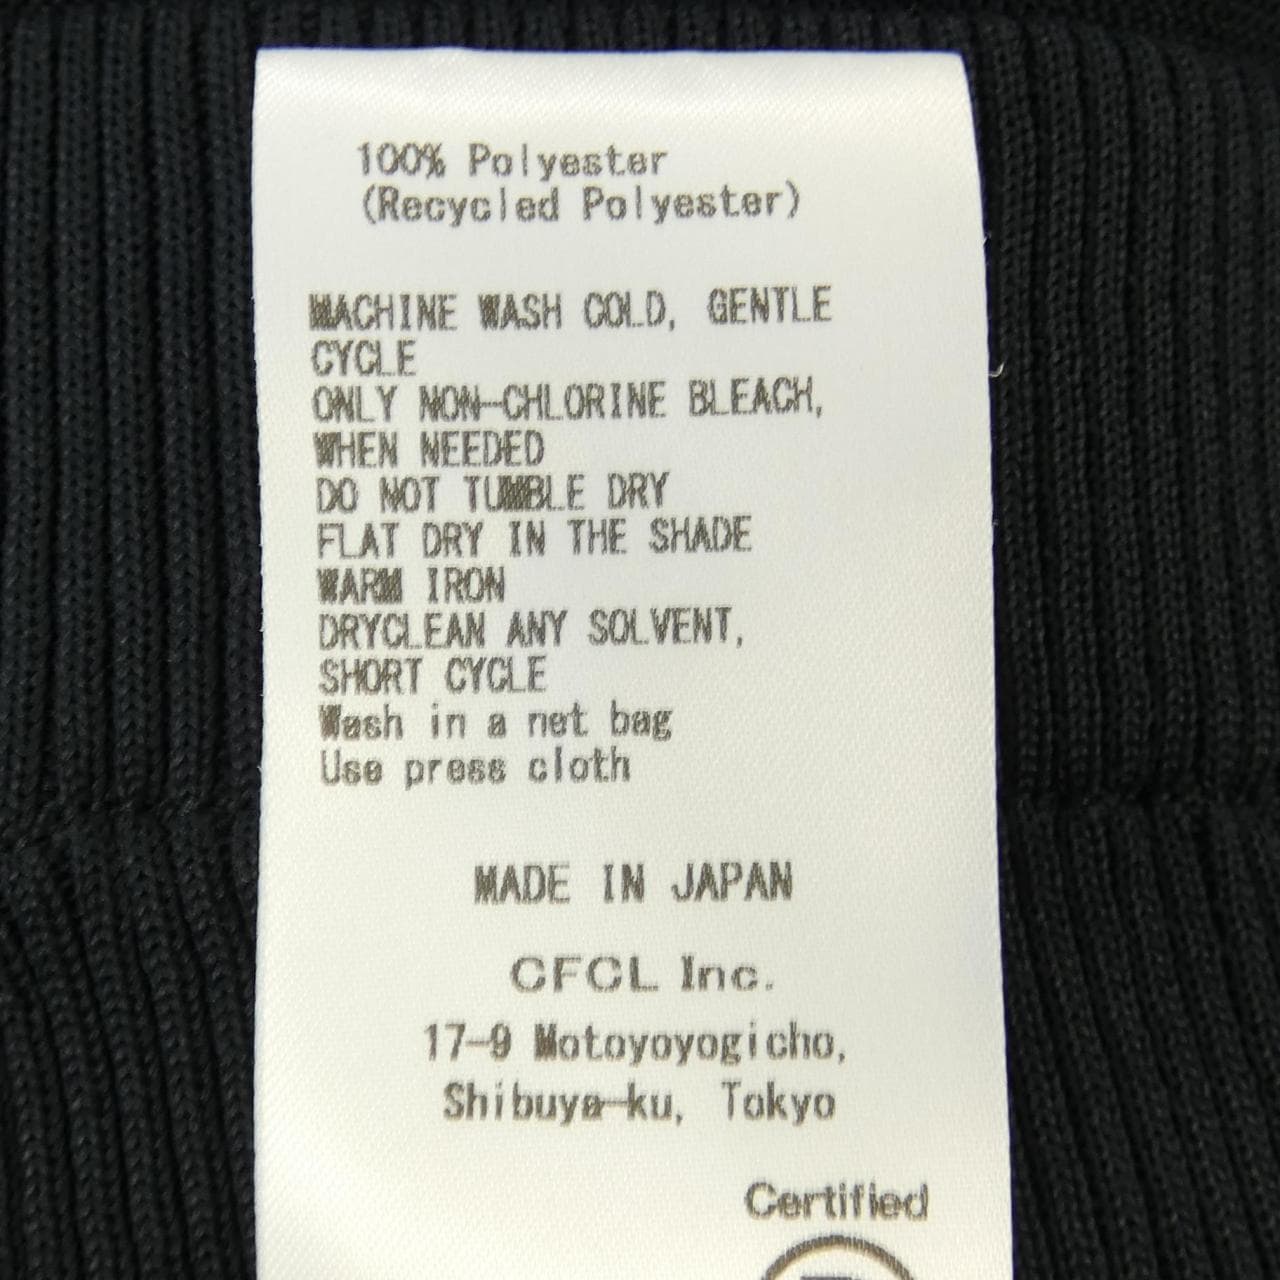 100% Polyester
(Recycled Polyester)
MACHINE WASH COLD, GENTLE
CYCLE
ONLY NON-CHLORINE BLEACH,
WHEN NEEDED
DO NOT TUMBLE DRY
FLAT DRY IN THE SHADE
WARM IRON
DRYCLEAN ANY SOLVENT,
SHORT CYCLE
Wash in a net bag
Use press cloth
MADE IN JAPAN
CFCL Inc.
17-9 Motoyoyogicho,
Shibuya-ku, Tokyo
Certified